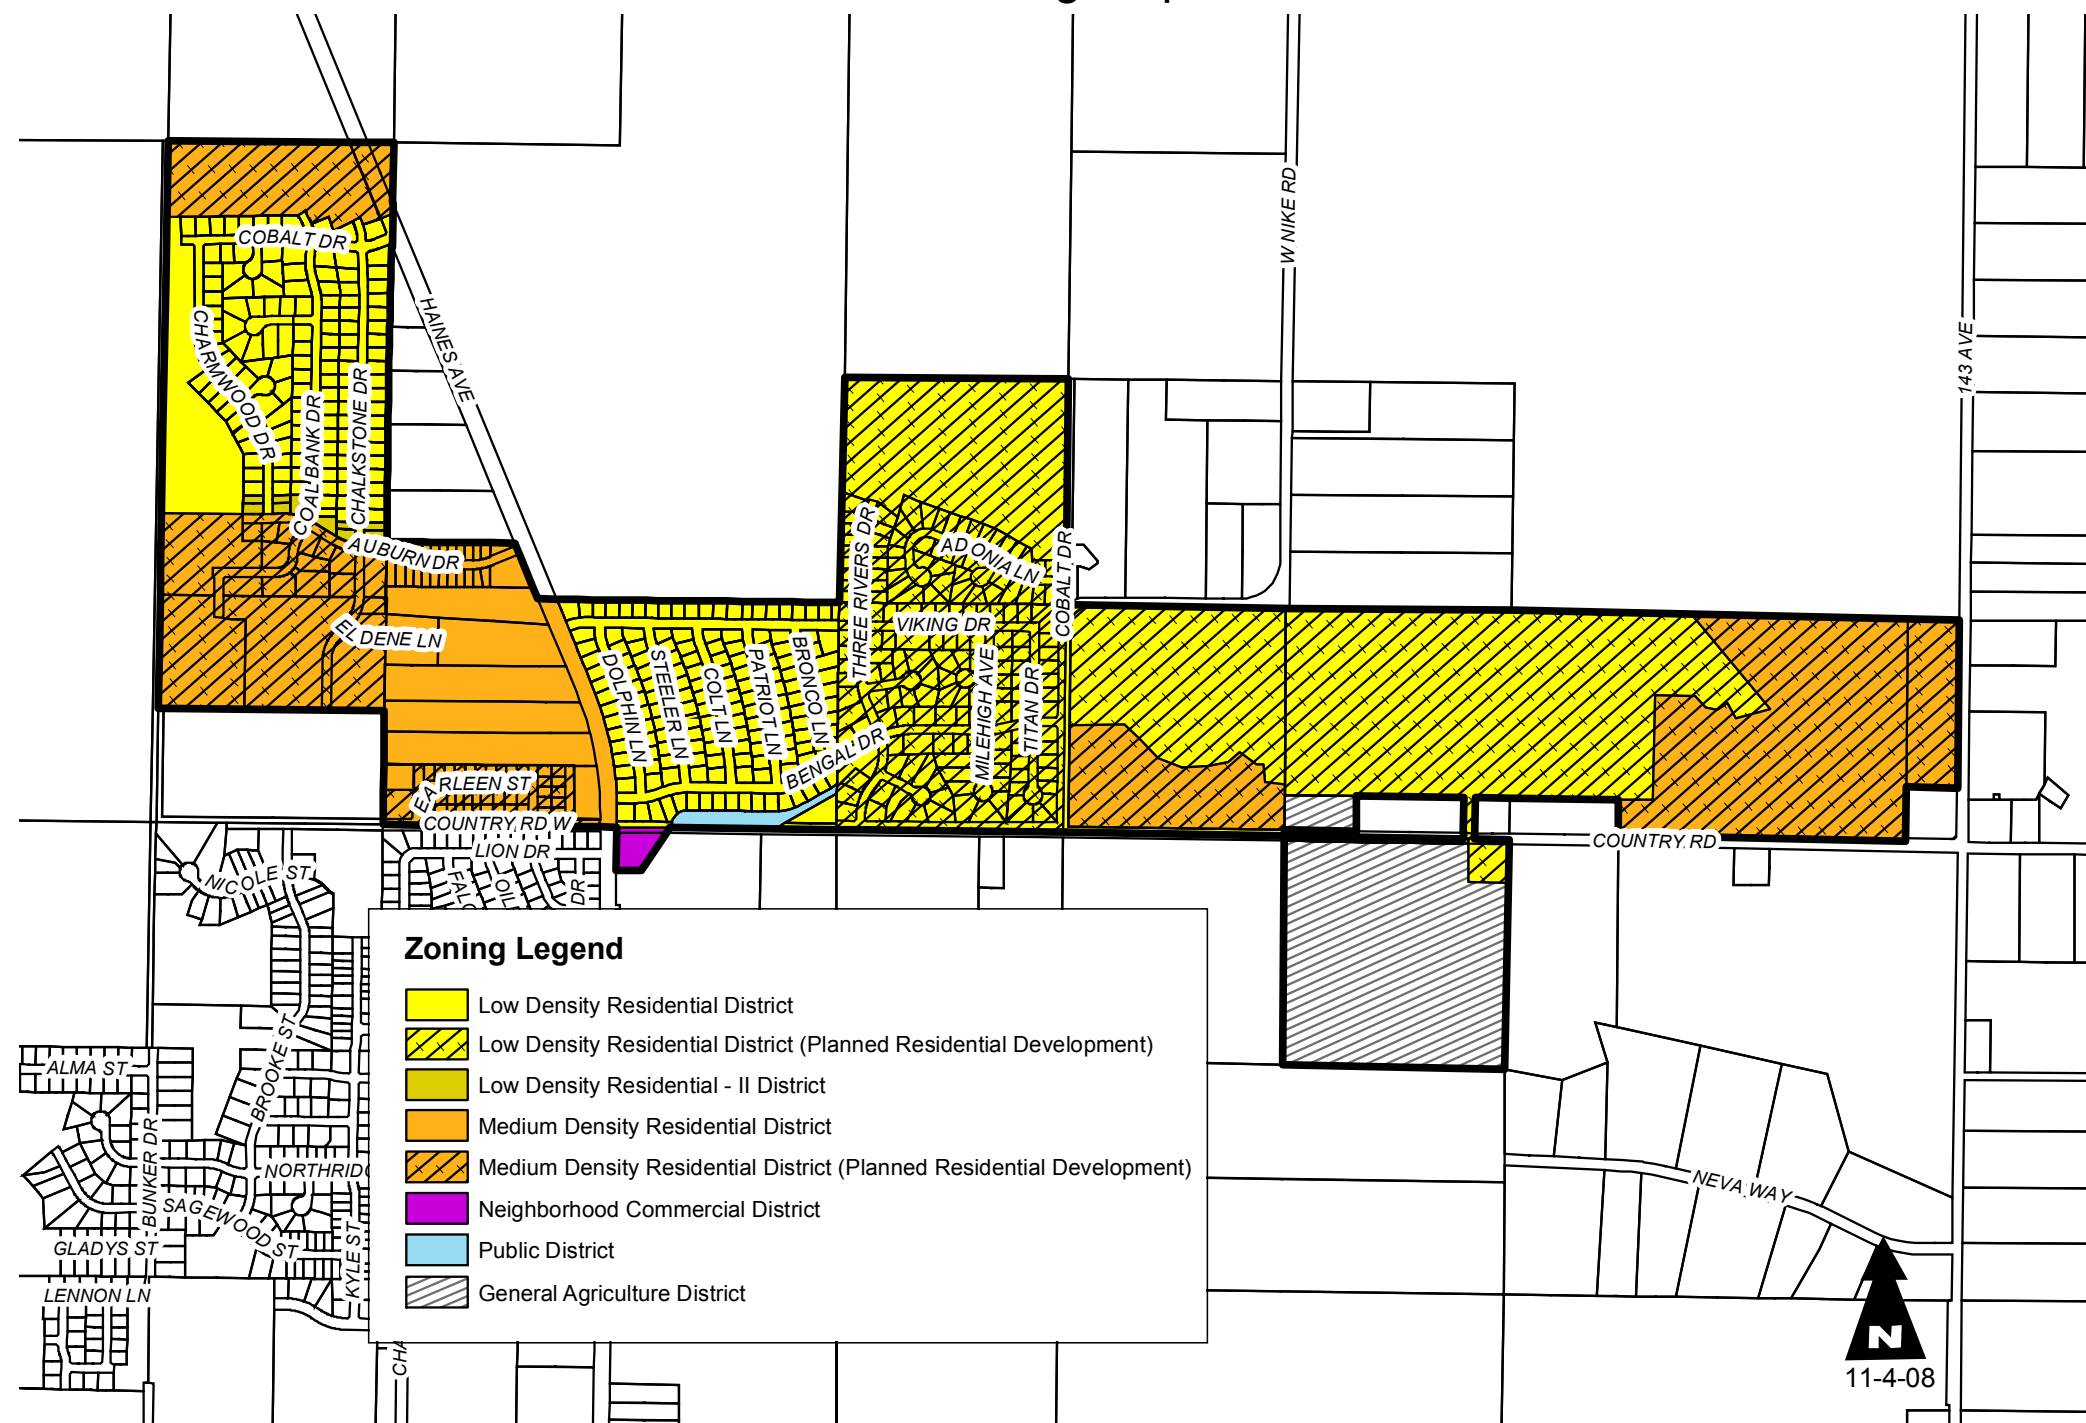 COBALT DR
W NIKE RD
HAINES AVE
143 AVE
CHARMWOOD DR
COALBANK DR
CHALKSTONE DR
AUBURN DR
THREE RIVERS DR
ADONIA LN
COBALT DR
EL DENE LN
VIKING DR
DOLPHIN LN
STEELER LN
COLT LN
PATRIOT LN
BRONCO LN
MILEHIGH AVE
TITAN DR
BENGAL DR
EARLEEN ST
COUNTRY RD W
COUNTRY RD
LION DR
NICOLE ST
DR
Zoning Legend
Low Density Residential District
Low Density Residential District (Planned Residential Development)
Low Density Residential - II District
Medium Density Residential District
Medium Density Residential District (Planned Residential Development)
Neighborhood Commercial District
Public District
General Agriculture District
BROOKE ST
ALMA ST
BUNKER DR
SAGEWOOD ST
GLADYS ST
KYLE ST
LENNON LN
NEVA WAY
N
11-4-08